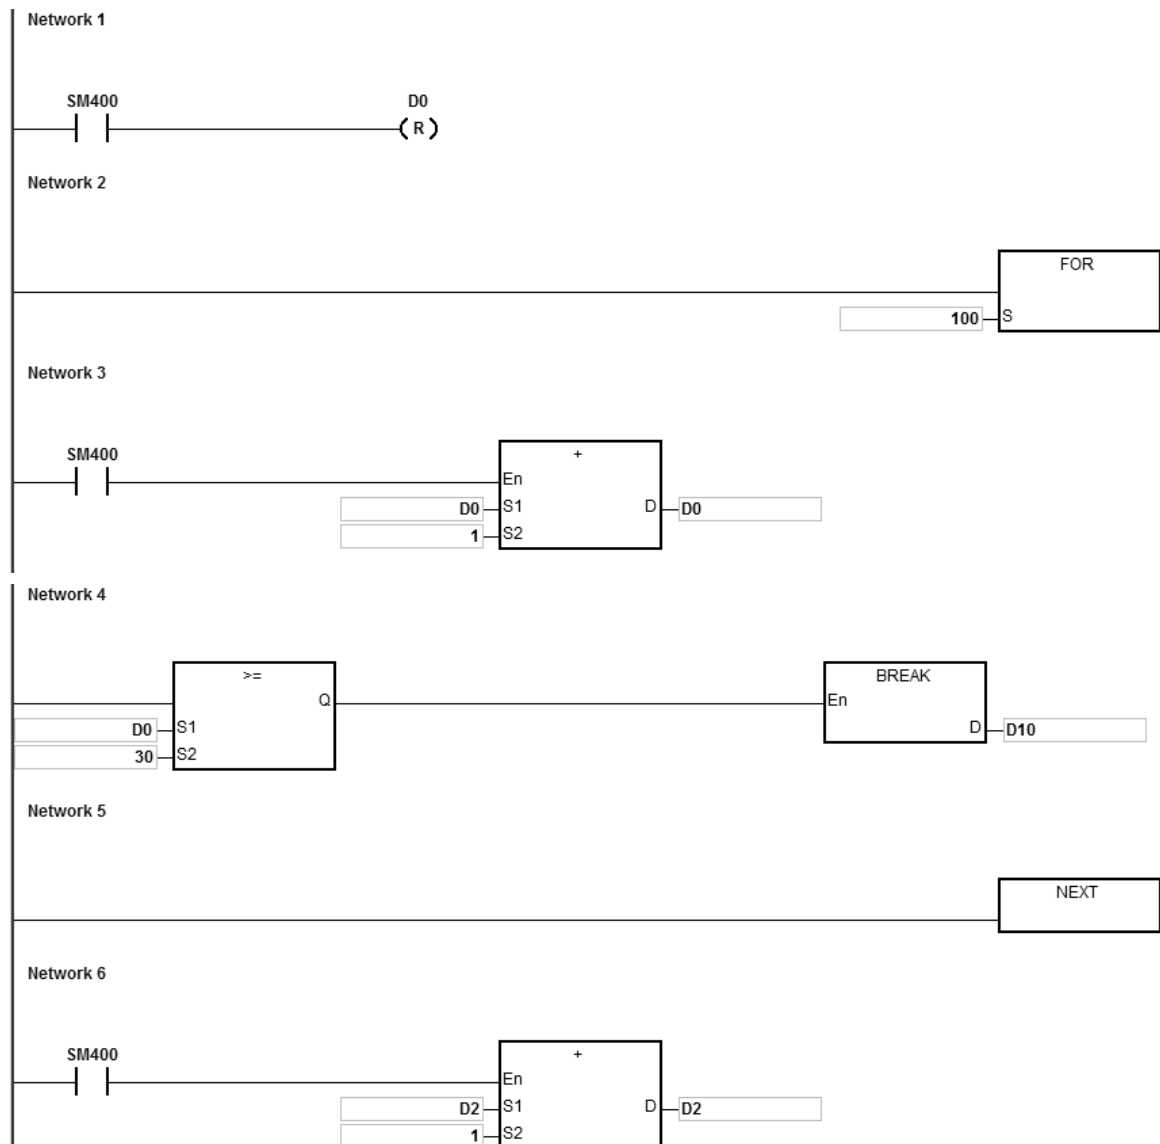 Network 1
SM400 D0
( R )
Network 2
FOR
100 S
Network 3
SM400 +
En
D0 S1 D D0
1 S2
Network 4
>= BREAK
Q En
D0 S1 D D10
30 S2
Network 5
NEXT
Network 6
SM400 +
En
D2 S1 D D2
1 S2